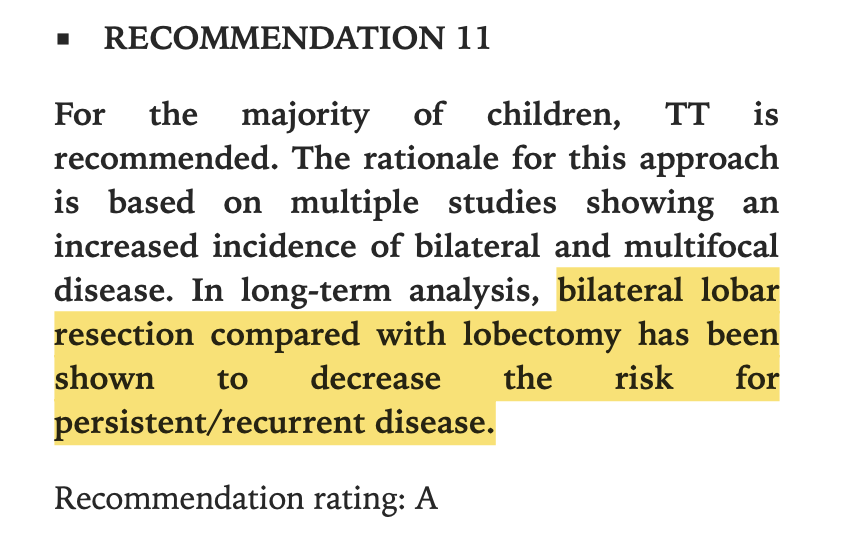 ▪ RECOMMENDATION 11
For the majority of children, TT is
recommended. The rationale for this approach
is based on multiple studies showing an
increased incidence of bilateral and multifocal
disease. In long-term analysis, bilateral lobar
resection compared with lobectomy has been
shown to decrease the risk for
persistent/recurrent disease.
Recommendation rating: A